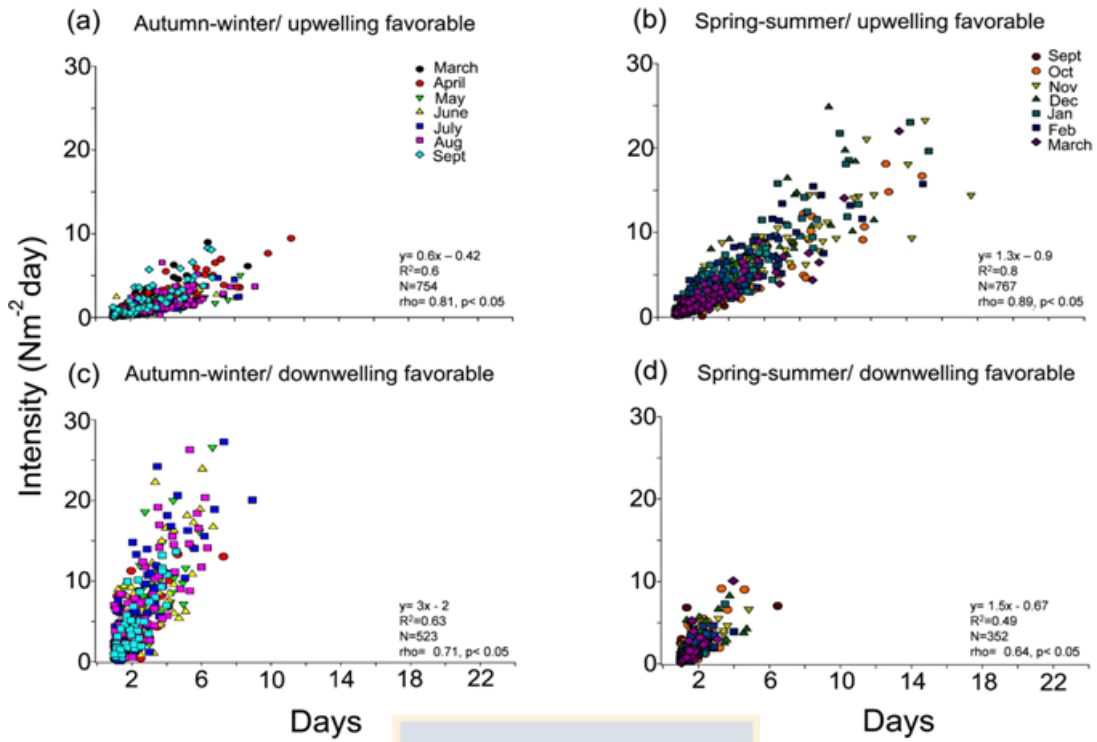 (a) Autumn-winter/ upwelling favorable
30
20
10
0
March
April
May
June
July
Aug
Sept
y= 0.6x – 0.42
R²=0.6
N=754
rho= 0.81, p< 0.05
(b) Spring-summer/ upwelling favorable
30
20
10
0
Sept
Oct
Nov
Dec
Jan
Feb
March
y= 1.3x – 0.9
R²=0.8
N=767
rho= 0.89, p< 0.05
Intensity (Nm⁻² day)
(c) Autumn-winter/ downwelling favorable
30
20
10
0
y= 3x - 2
R²=0.63
N=523
rho= 0.71, p< 0.05
2 6 10 14 18 22
Days
(d) Spring-summer/ downwelling favorable
30
20
10
0
y= 1.5x - 0.67
R²=0.49
N=352
rho= 0.64, p< 0.05
2 6 10 14 18 22
Days